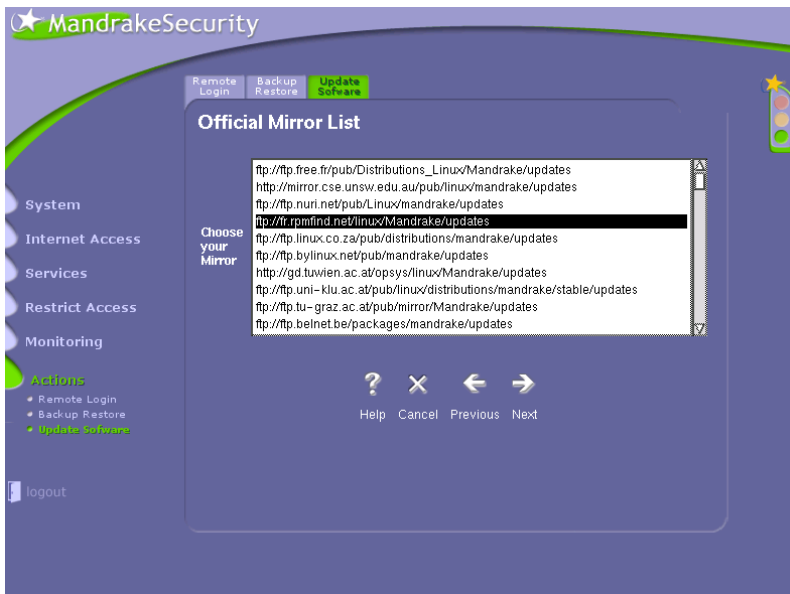 MandrakeSecurity
Remote Login
Backup Restore
Update Sofware
Official Mirror List
Choose your Mirror
ftp://ftp.free.fr/pub/Distributions_Linux/Mandrake/updates
http://mirror.cse.unsw.edu.au/pub/linux/mandrake/updates
ftp://ftp.nuri.net/pub/Linux/mandrake/updates
ftp://fr.rpmfind.net/linux/Mandrake/updates
ftp://ftp.linux.co.za/pub/distributions/mandrake/updates
ftp://ftp.bylinux.net/pub/mandrake/updates
http://gd.tuwien.ac.at/opsys/linux/Mandrake/updates
ftp://ftp.uni-klu.ac.at/pub/linux/distributions/mandrake/stable/updates
ftp://ftp.tu-graz.ac.at/pub/mirror/Mandrake/updates
ftp://ftp.belnet.be/packages/mandrake/updates
Help Cancel Previous Next
System
Internet Access
Services
Restrict Access
Monitoring
Actions
Remote Login
Backup Restore
Update Sofware
logout